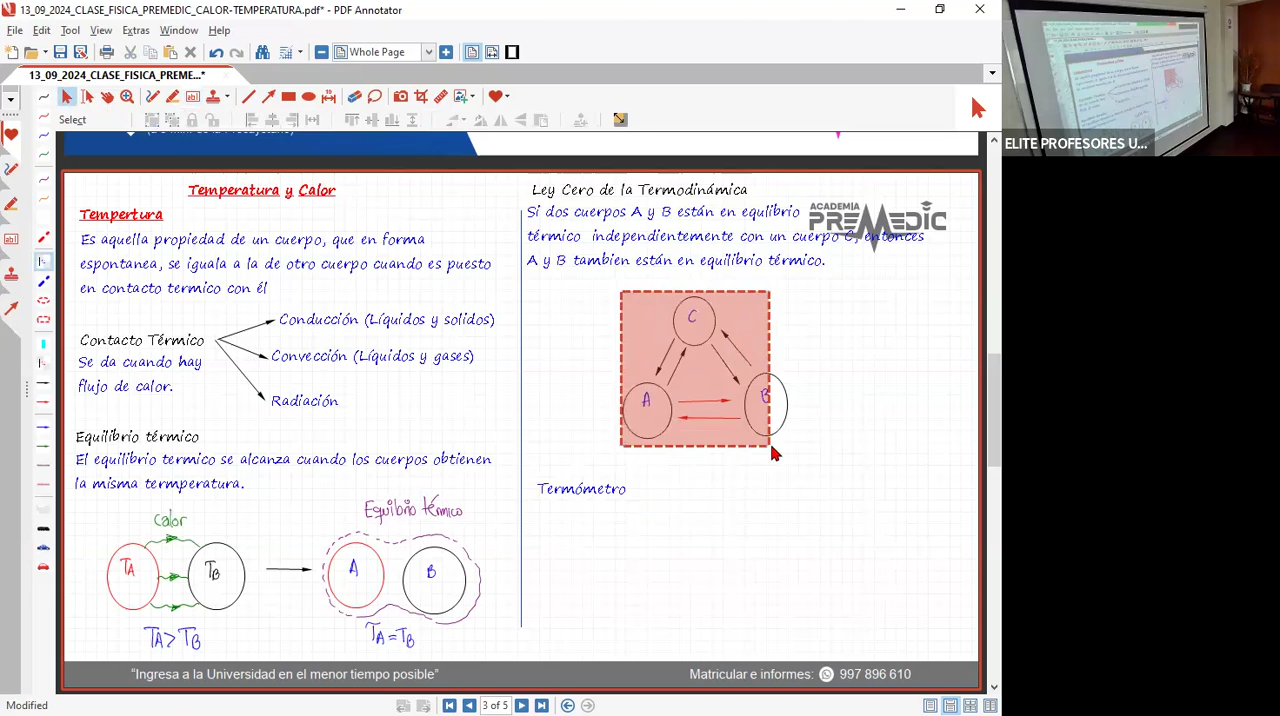 13_09_2024_CLASE_FISICA_PREMEDIC_CALOR-TEMPERATURA.pdf* - PDF Annotator
File Edit Tool View Extras Window Help
Whole Page
13_09_2024_CLASE_FISICA_PREME...*
Select
Temperatura y Calor
Tempertura
Es aquella propiedad de un cuerpo, que en forma
espontanea, se iguala a la de otro cuerpo cuando es puesto
en contacto termico con él
Contacto Térmico
Se da cuando hay
flujo de calor.
Conducción (Líquidos y solidos)
Convección (Líquidos y gases)
Radiación
Equilibrio térmico
El equilibrio termico se alcanza cuando los cuerpos obtienen
la misma termperatura.
Calor
TA
TB
TA > TB
Equilbrio térmico
A
B
TA = TB
Ley Cero de la Termodinámica
Si dos cuerpos A y B están en equlibrio
térmico independientemente con un cuerpo C, entonces
A y B tambien están en equilibrio térmico.
ACADEMIA
PREMEDIC
C
A
B
Termómetro
"Ingresa a la Universidad en el menor tiempo posible"
Matricular e informes: 997 896 610
Modified
3 of 5
ELITE PROFESORES U...